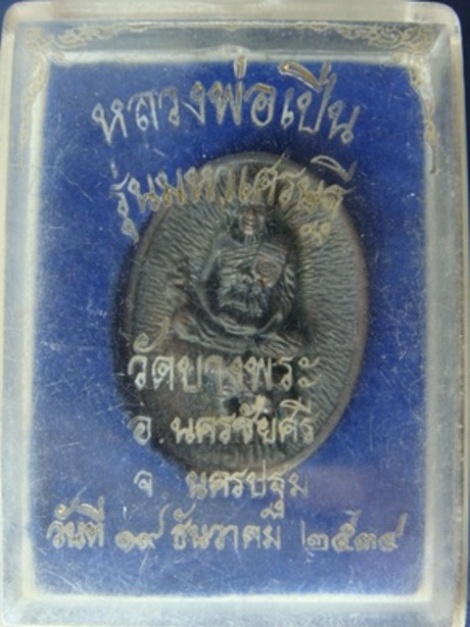 หลวงพ่อเปิ่น
รุ่นมหาเศรษฐี
วัดบางพระ
อ.นครชัยศรี
จ. นครปฐม
วันที่ ๑๙ ธันวาคม ๒๕๓๔